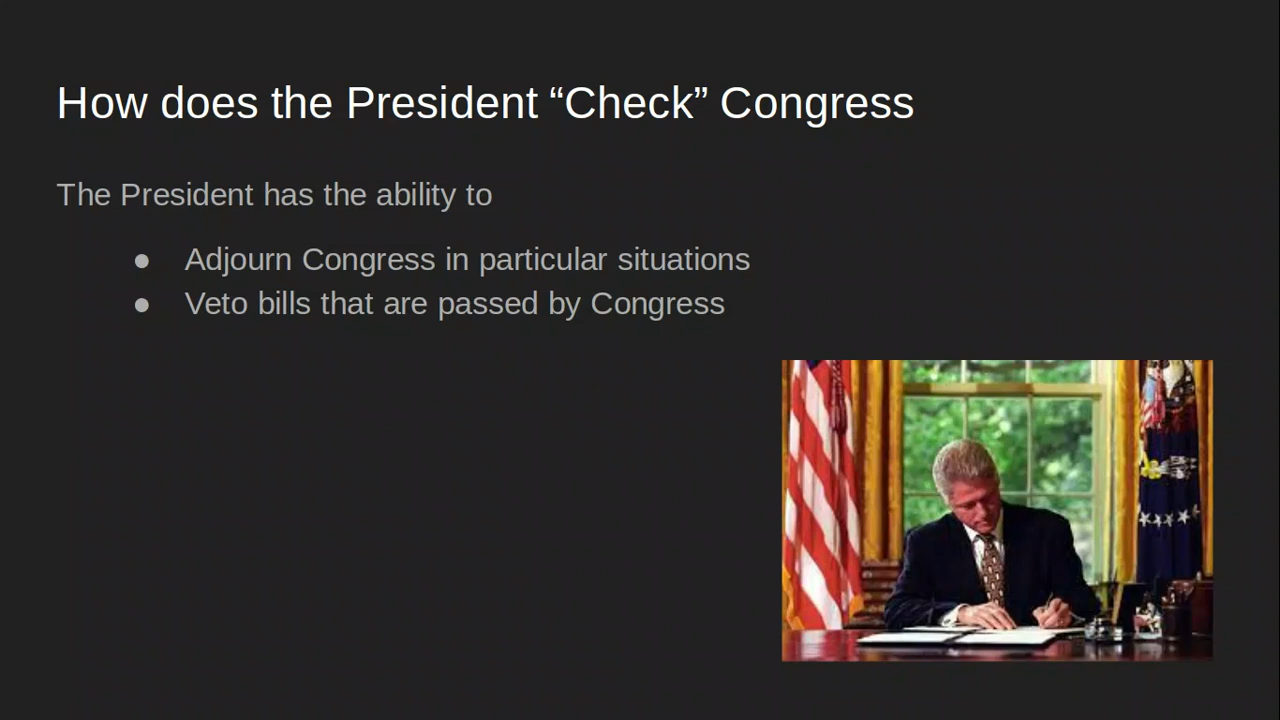 How does the President “Check” Congress
The President has the ability to
● Adjourn Congress in particular situations
● Veto bills that are passed by Congress